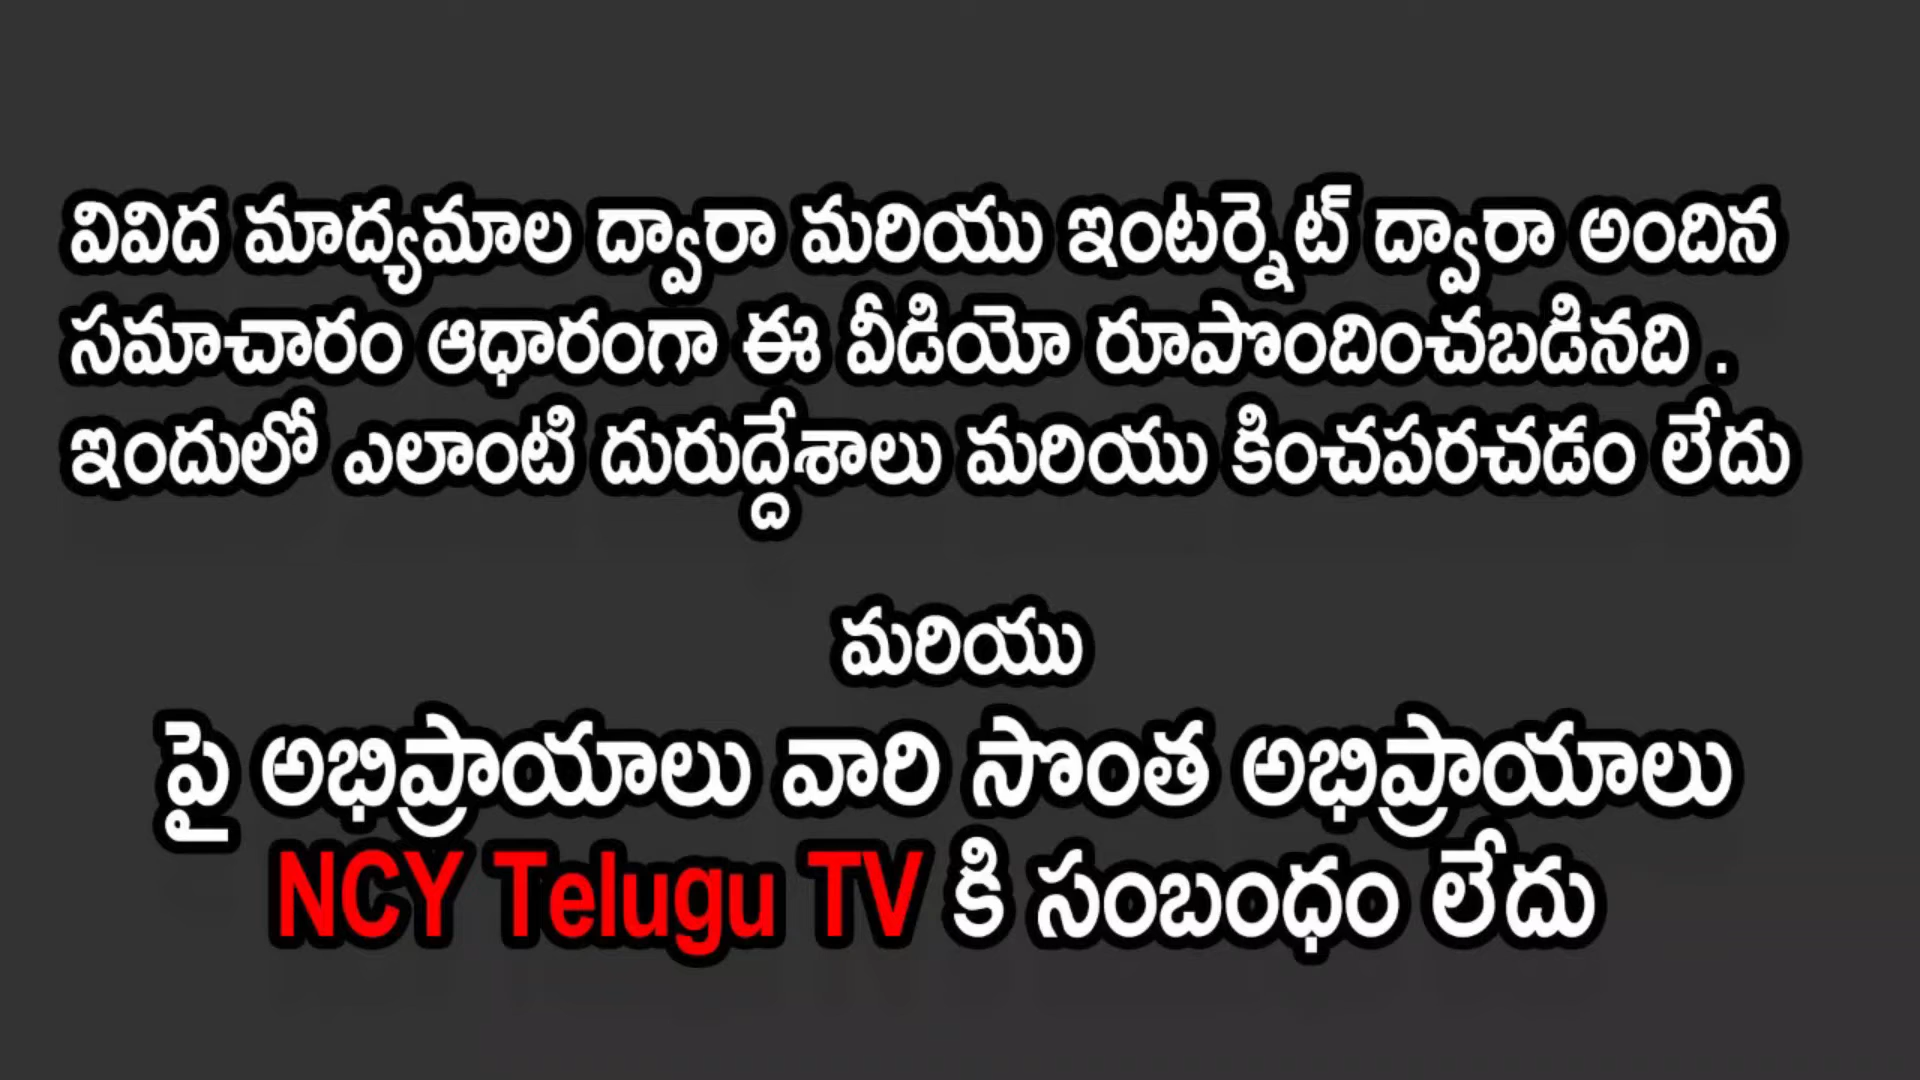 వివిద మాద్యమాల ద్వారా మరియు ఇంటర్నెట్ ద్వారా అందిన
సమాచారం ఆధారంగా ఈ వీడియో రూపొందించబడినది .
ఇందులో ఎలాంటి దురుద్దేశాలు మరియు కించపరచడం లేదు
మరియు
పై అభిప్రాయాలు వారి సొంత అభిప్రాయాలు
NCY Telugu TV కి సంబంధం లేదు